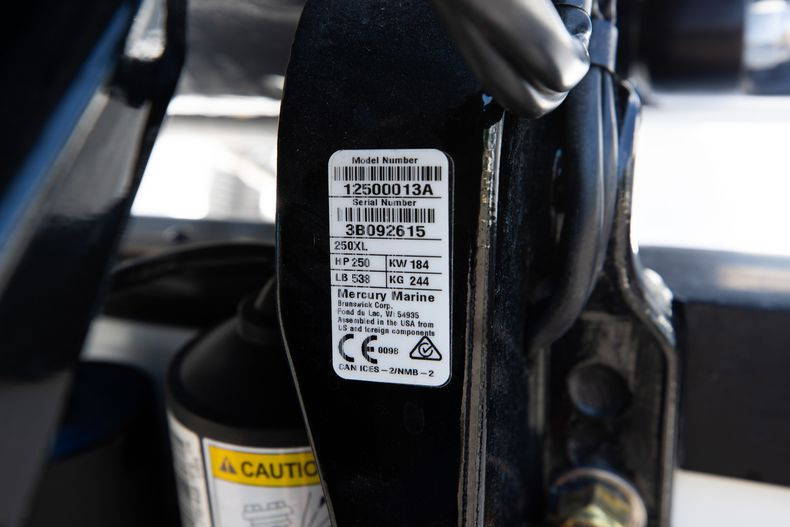 Model Number
12500013A
Serial Number
3B092615
250XL
HP 250 KW 184
LB 538 KG 244
Mercury Marine
Brunswick Corp.
Fond du Lac, WI 54935
Assembled in the USA from
US and foreign components
CE 0098
CAN ICES-2/NMB-2
CAUTIO